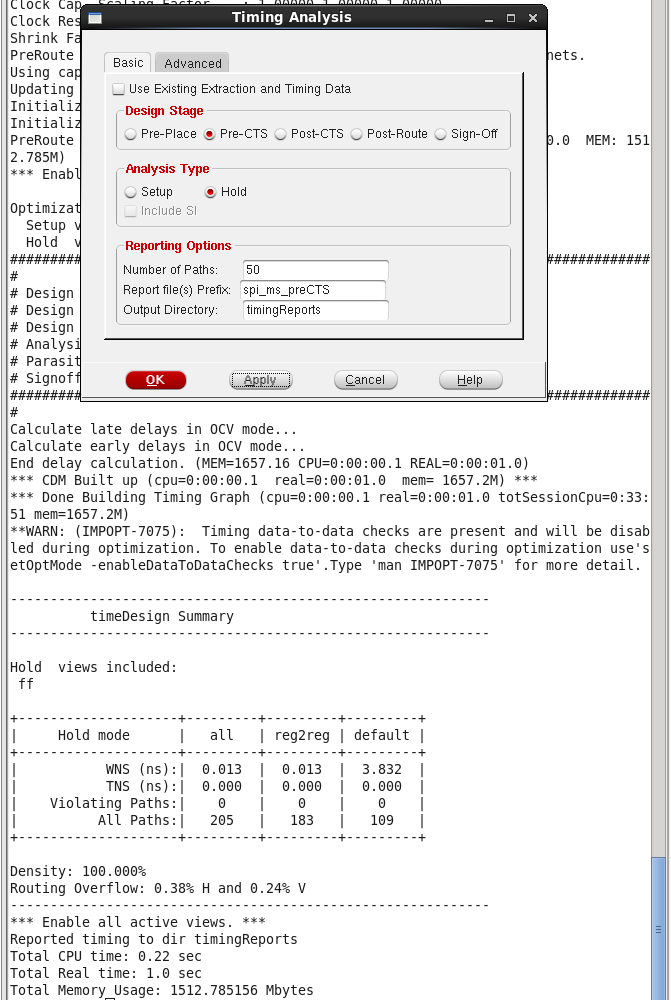 Clock Cap. Scaling Factor : 1.00000 1.00000 1.00000
Timing Analysis
Clock Res
Shrink Fa
PreRoute nets.
Using cap
Updating
Initializ
Initializ
PreRoute 0.0 MEM: 151
2.785M)
*** Enabl
Optimizat
Setup v
Hold v
Basic
Advanced
Use Existing Extraction and Timing Data
Design Stage
Pre-Place Pre-CTS Post-CTS Post-Route Sign-Off
Analysis Type
Setup Hold
Include SI
Reporting Options
Number of Paths: 50
Report file(s) Prefix: spi_ms_preCTS
Output Directory: timingReports
OK Apply Cancel Help
#
# Design
# Design
# Design
# Analysi
# Parasit
# Signoff
#
Calculate late delays in OCV mode...
Calculate early delays in OCV mode...
End delay calculation. (MEM=1657.16 CPU=0:00:00.1 REAL=0:00:01.0)
*** CDM Built up (cpu=0:00:00.1 real=0:00:01.0 mem= 1657.2M) ***
*** Done Building Timing Graph (cpu=0:00:00.1 real=0:00:01.0 totSessionCpu=0:33:
51 mem=1657.2M)
**WARN: (IMPOPT-7075): Timing data-to-data checks are present and will be disab
led during optimization. To enable data-to-data checks during optimization use's
etOptMode -enableDataToDataChecks true'.Type 'man IMPOPT-7075' for more detail.
------------------------------------------------------------
timeDesign Summary
------------------------------------------------------------
Hold views included:
ff
+--------------------+---------+---------+---------+
| Hold mode | all | reg2reg | default |
+--------------------+---------+---------+---------+
| WNS (ns):| 0.013 | 0.013 | 3.832 |
| TNS (ns):| 0.000 | 0.000 | 0.000 |
| Violating Paths:| 0 | 0 | 0 |
| All Paths:| 205 | 183 | 109 |
+--------------------+---------+---------+---------+
Density: 100.000%
Routing Overflow: 0.38% H and 0.24% V
------------------------------------------------------------
*** Enable all active views. ***
Reported timing to dir timingReports
Total CPU time: 0.22 sec
Total Real time: 1.0 sec
Total Memory Usage: 1512.785156 Mbytes